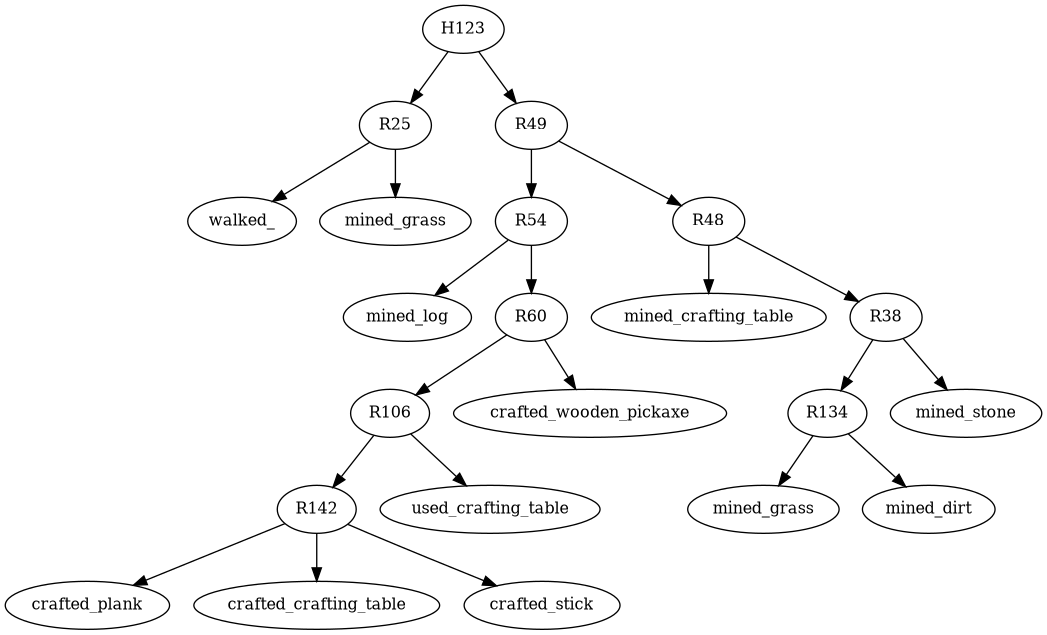 H123
R25
R49
walked_
mined_grass
R54
R48
mined_log
R60
mined_crafting_table
R38
R106
crafted_wooden_pickaxe
R134
mined_stone
R142
used_crafting_table
mined_grass
mined_dirt
crafted_plank
crafted_crafting_table
crafted_stick